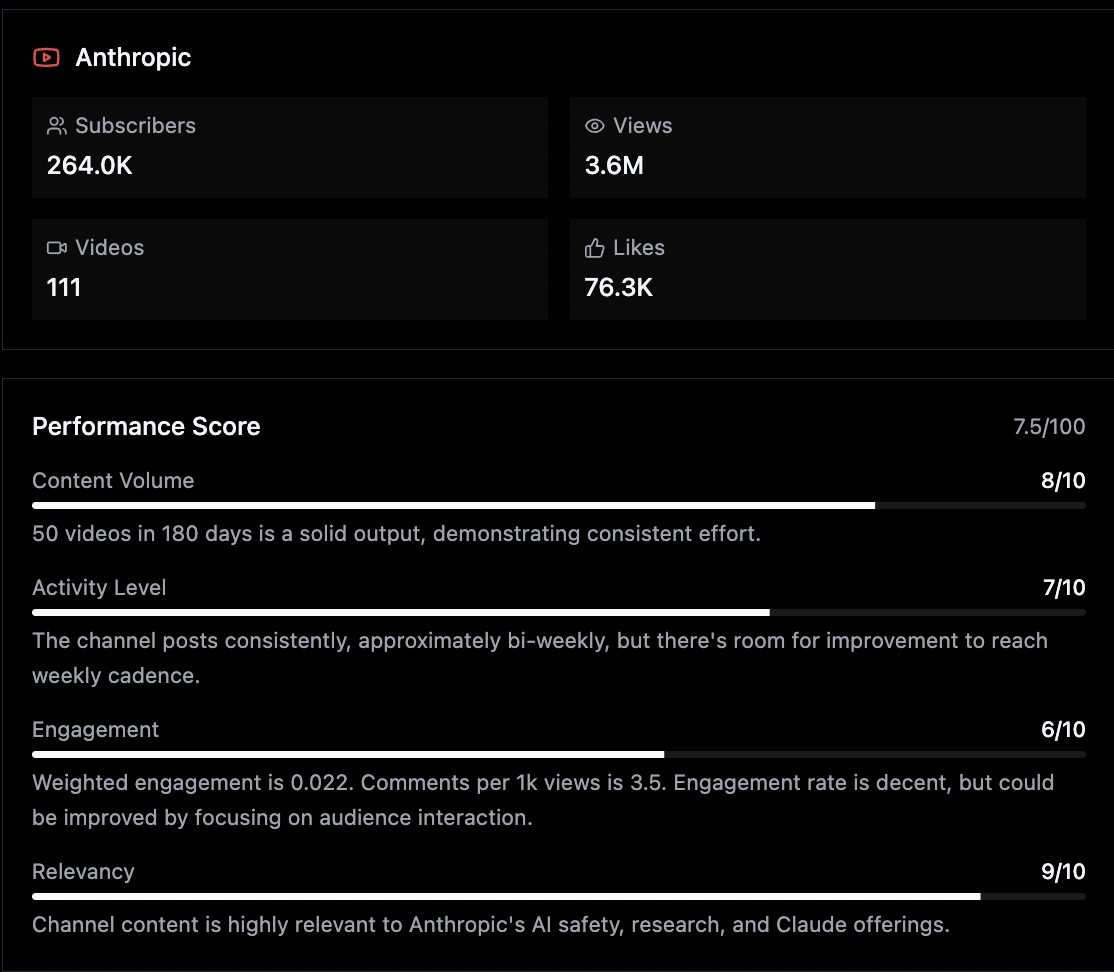 Anthropic
Subscribers
264.0K
Views
3.6M
Videos
111
Likes
76.3K
Performance Score
7.5/100
Content Volume
8/10
50 videos in 180 days is a solid output, demonstrating consistent effort.
Activity Level
7/10
The channel posts consistently, approximately bi-weekly, but there's room for improvement to reach
weekly cadence.
Engagement
6/10
Weighted engagement is 0.022. Comments per 1k views is 3.5. Engagement rate is decent, but could
be improved by focusing on audience interaction.
Relevancy
9/10
Channel content is highly relevant to Anthropic's AI safety, research, and Claude offerings.